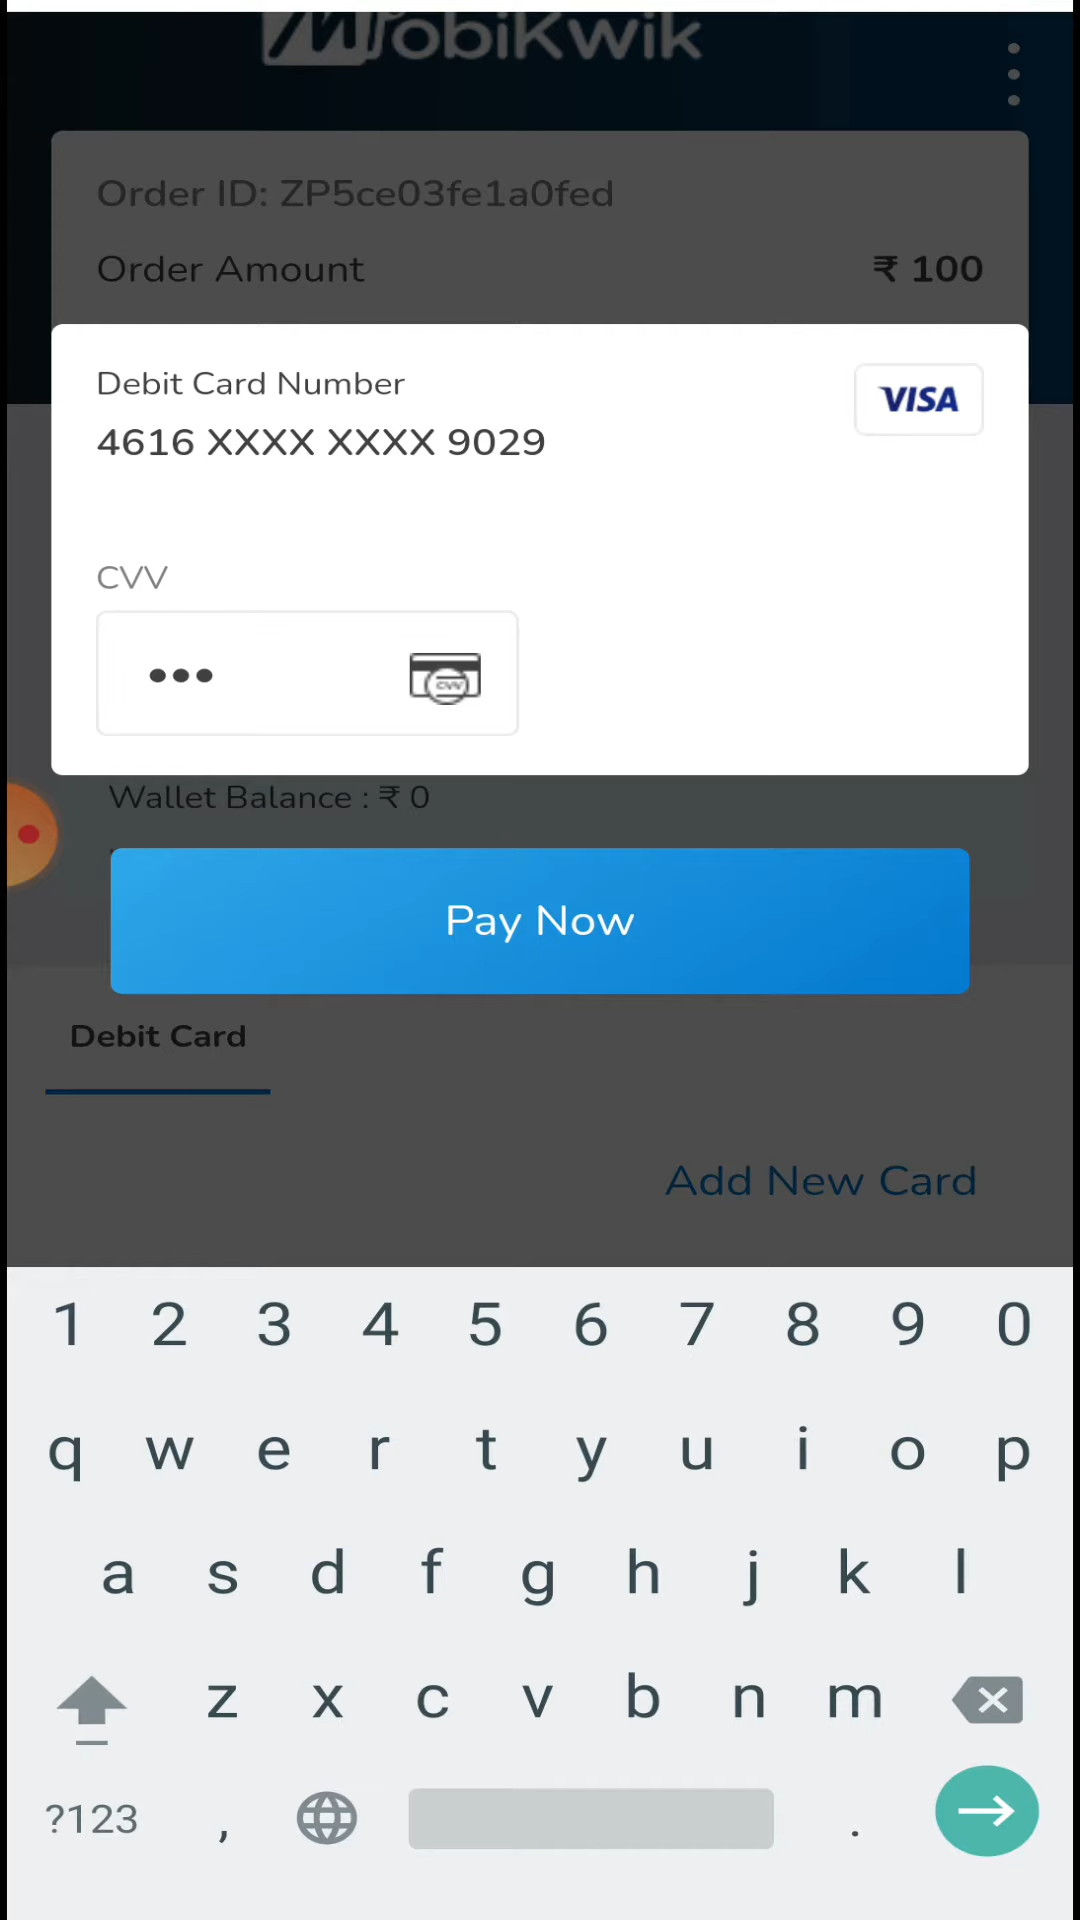 MobiKwik
Order ID: ZP5ce03fe1a0fed
Order Amount ₹ 100
Debit Card Number
VISA
4616 XXXX XXXX 9029
CVV
•••
CVV
Wallet Balance : ₹ 0
Pay Now
Debit Card
Add New Card
1 2 3 4 5 6 7 8 9 0
q w e r t y u i o p
a s d f g h j k l
z x c v b n m
?123 , .